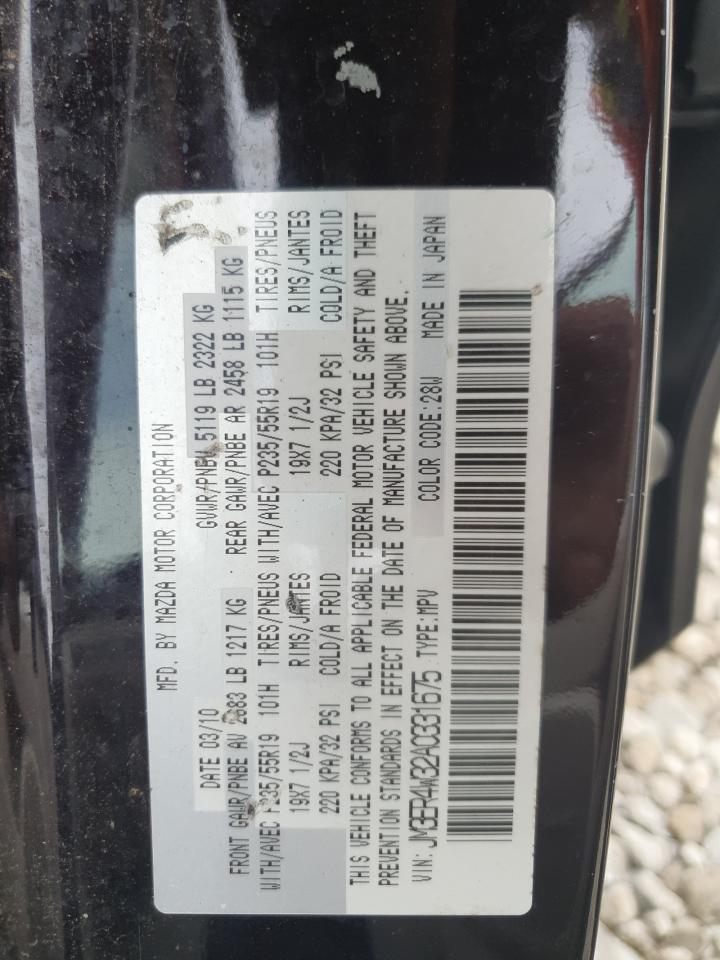 MFD. BY MAZDA MOTOR CORPORATION
DATE 03/10 GVWR/PNBV 5119 LB 2322 KG
FRONT GAWR/PNBE AV 2683 LB 1217 KG REAR GAWR/PNBE AR 2458 LB 1115 KG
WITH/AVEC P235/55R19 101H TIRES/PNEUS WITH/AVEC P235/55R19 101H TIRES/PNEUS
19X7 1/2J RIMS/JANTES 19X7 1/2J RIMS/JANTES
220 KPA/32 PSI COLD/A FROID 220 KPA/32 PSI COLD/A FROID
THIS VEHICLE CONFORMS TO ALL APPLICABLE FEDERAL MOTOR VEHICLE SAFETY AND THEFT
PREVENTION STANDARDS IN EFFECT ON THE DATE OF MANUFACTURE SHOWN ABOVE.
VIN: JM3ER4W32A0331675 TYPE:MPV COLOR CODE:28W MADE IN JAPAN